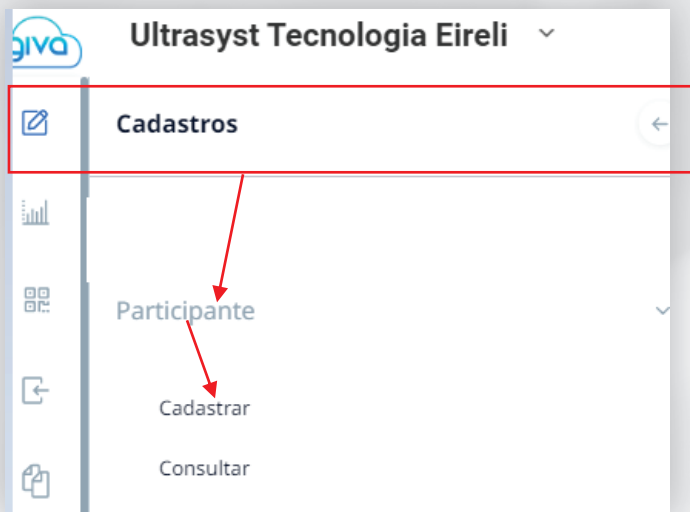 giva
Ultrasyst Tecnologia Eireli
Cadastros
Participante
Cadastrar
Consultar